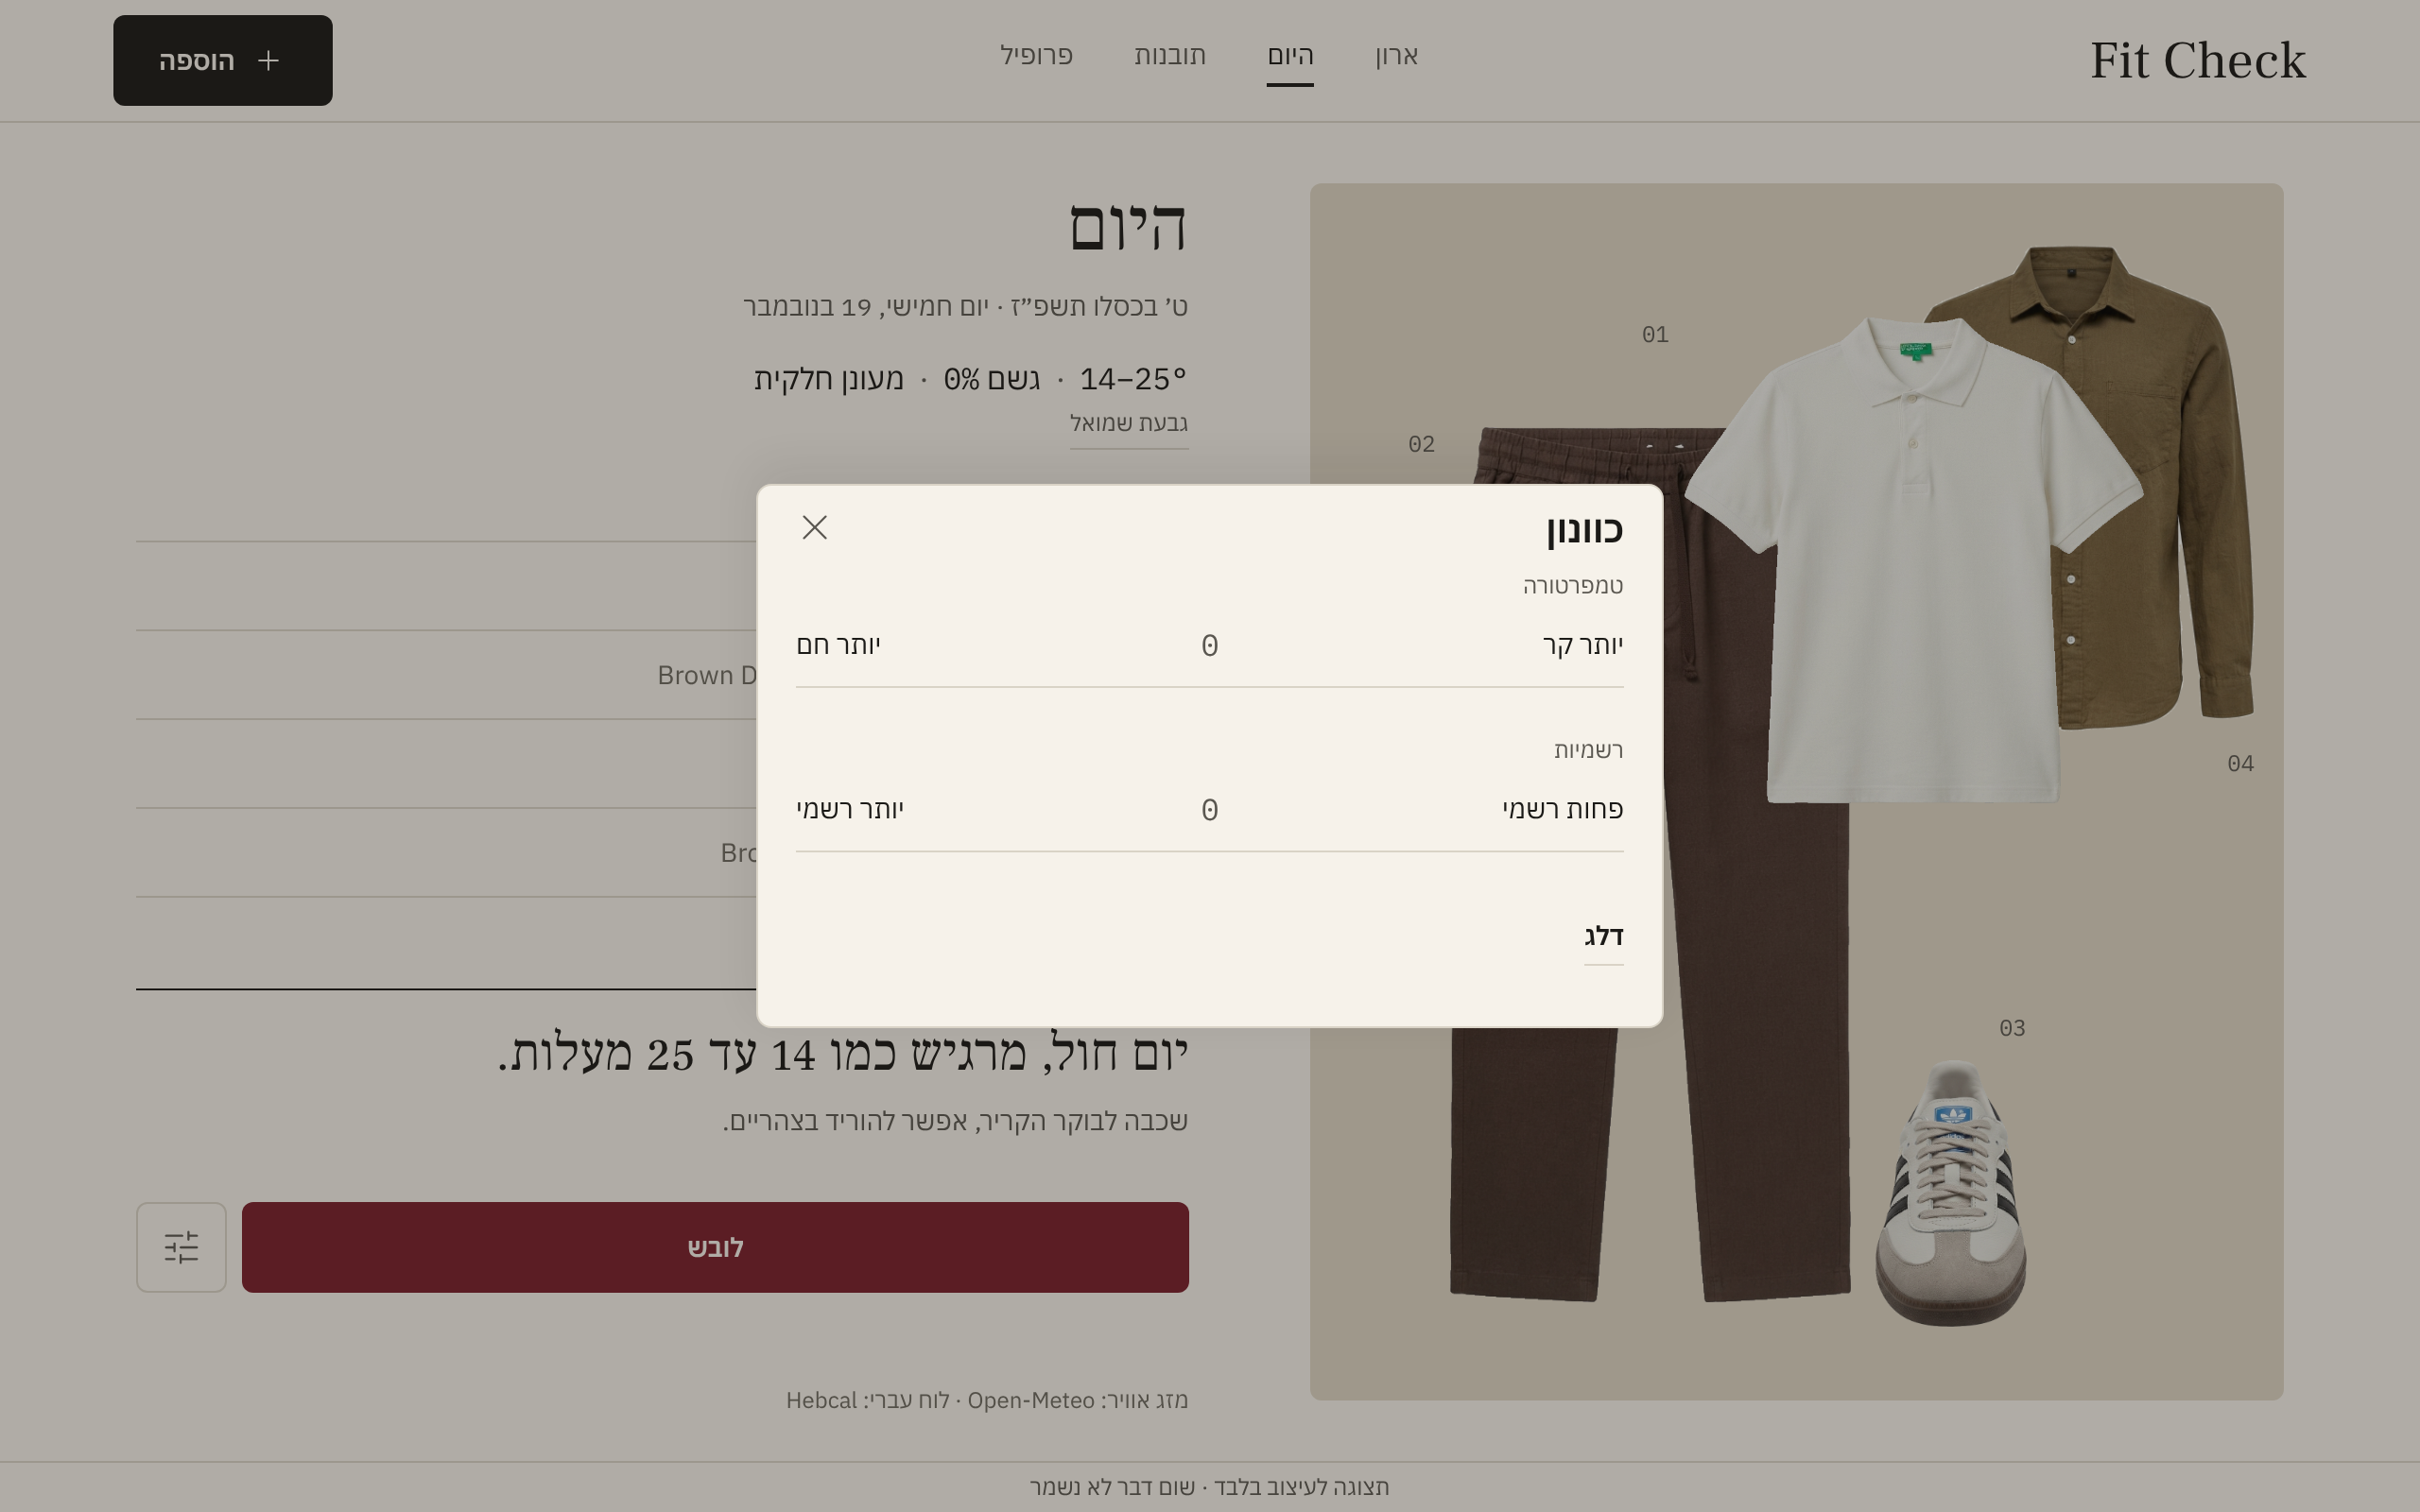 Fit Check
ארון
היום
תובנות
פרופיל
+ הוספה
היום
ט׳ בכסלו תשפ״ז · יום חמישי, 19 בנובמבר
14–25° · גשם 0% · מעונן חלקית
גבעת שמואל
01
02
04
03
כוונון
טמפרטורה
יותר קר 0 יותר חם
רשמיות
פחות רשמי 0 יותר רשמי
דלג
Brown
יום חול, מרגיש כמו 14 עד 25 מעלות.
שכבה לבוקר הקריר, אפשר להוריד בצהריים.
לובש
מזג אוויר: Open-Meteo · לוח עברי: Hebcal
תצוגה לעיצוב בלבד · שום דבר לא נשמר